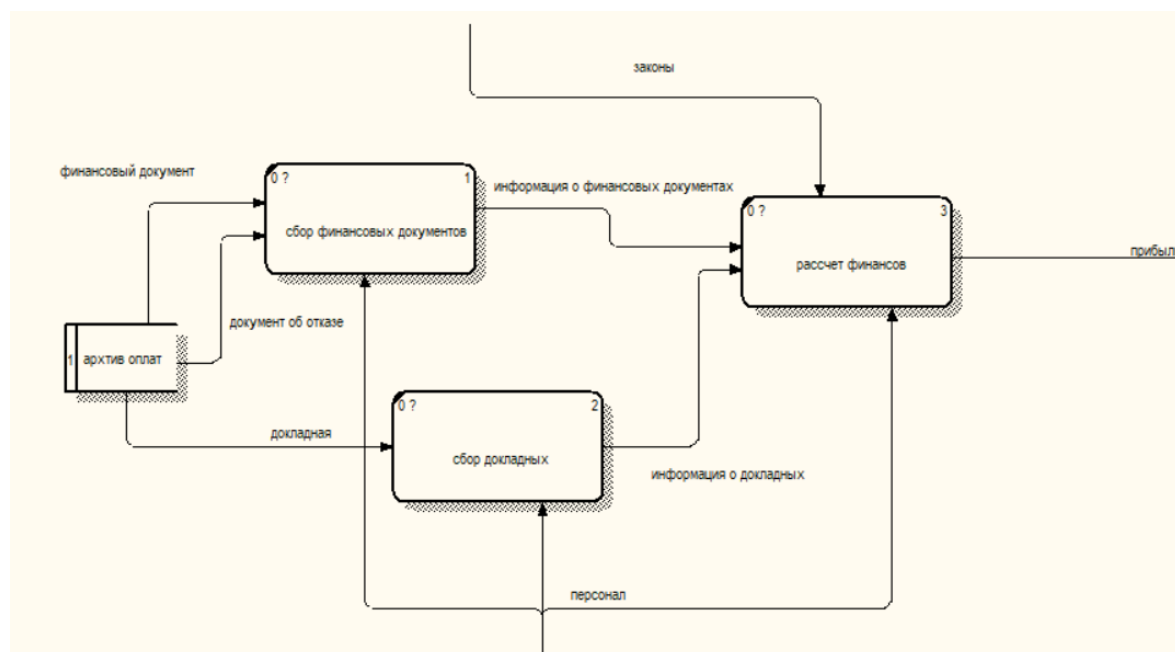 законы
финансовый документ
0 ?
1
информация о финансовых документах
0 ?
3
сбор финансовых документов
прибыл
рассчет финансов
документ об отказе
1
архтив оплат
0 ?
2
докладная
сбор докладных
информация о докладных
персонал